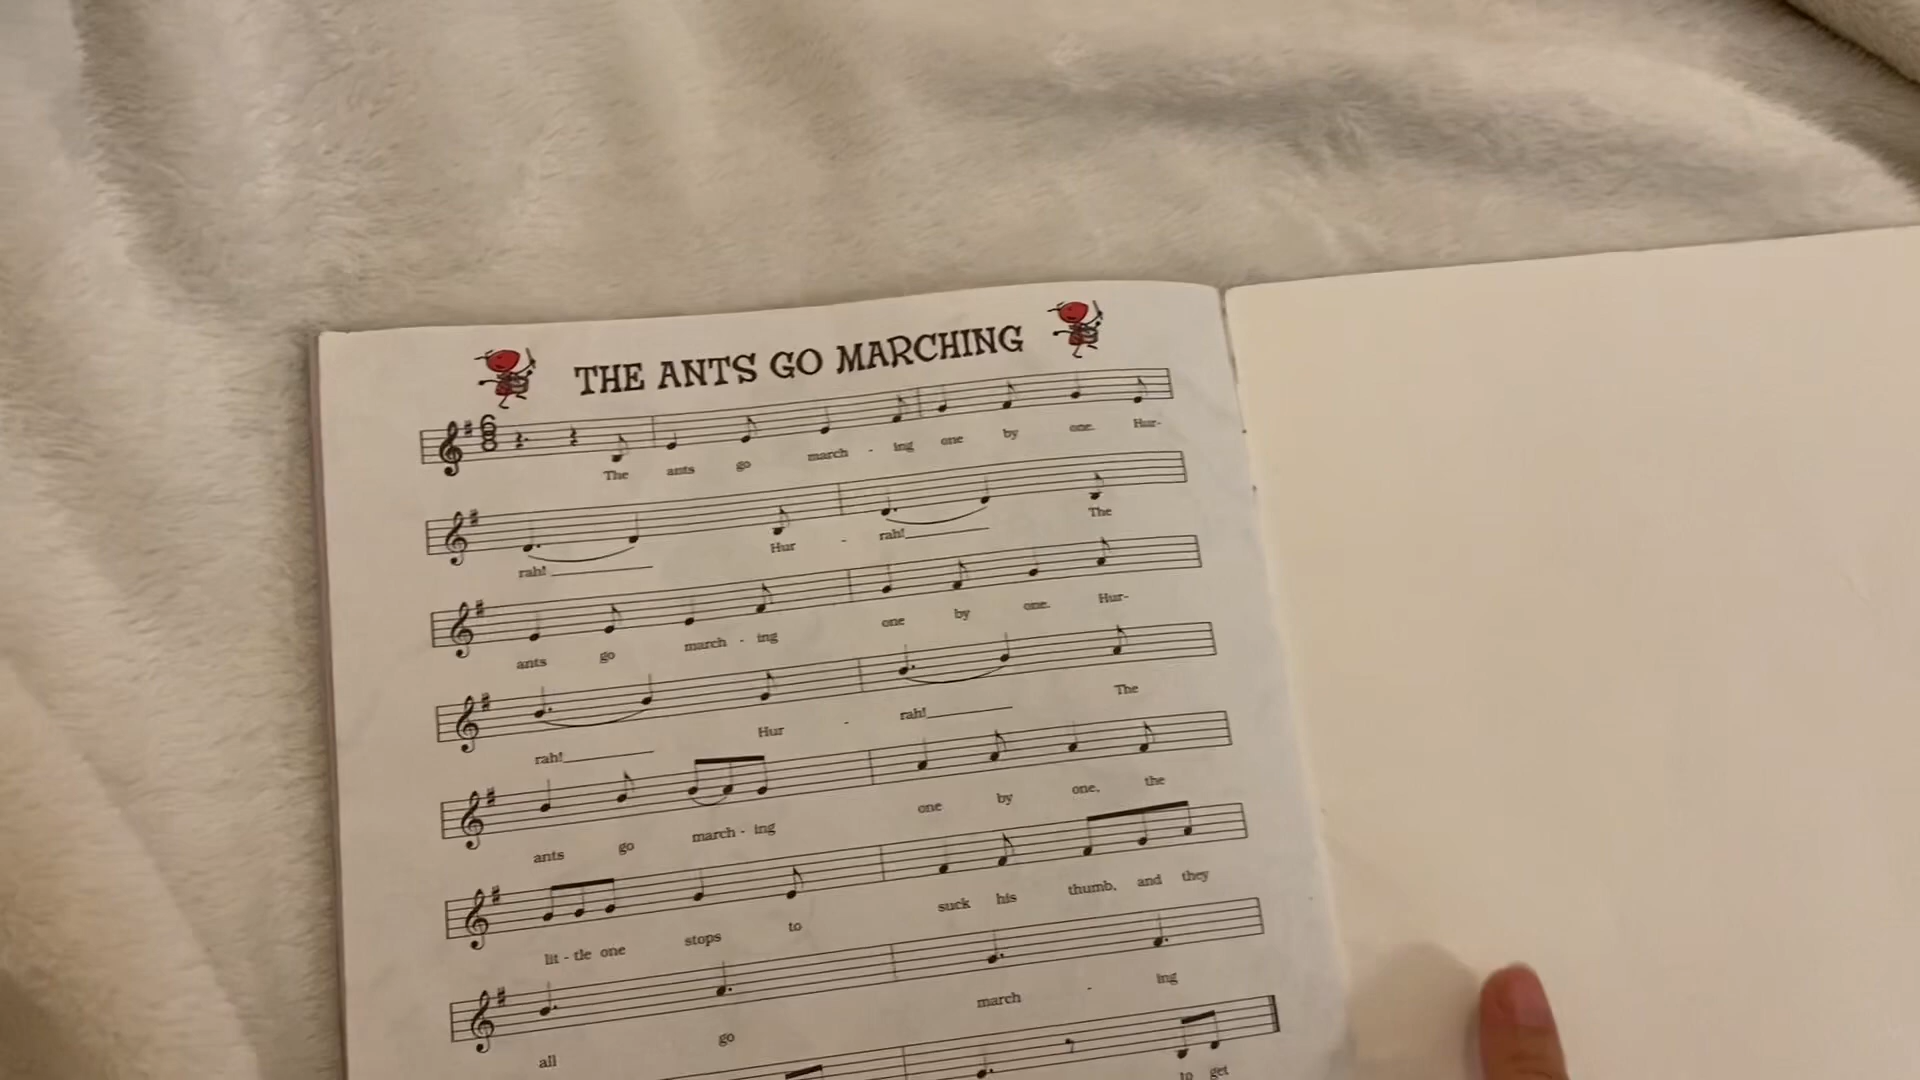 THE ANTS GO MARCHING
6
8
The ants go march - ing one by one. Hur-
rah! Hur - rah! The
ants go march - ing one by one. Hur-
rah! Hur - rah! The
ants go march - ing one by one, the
lit - tle one stops to suck his thumb, and they
all go march - ing
to get